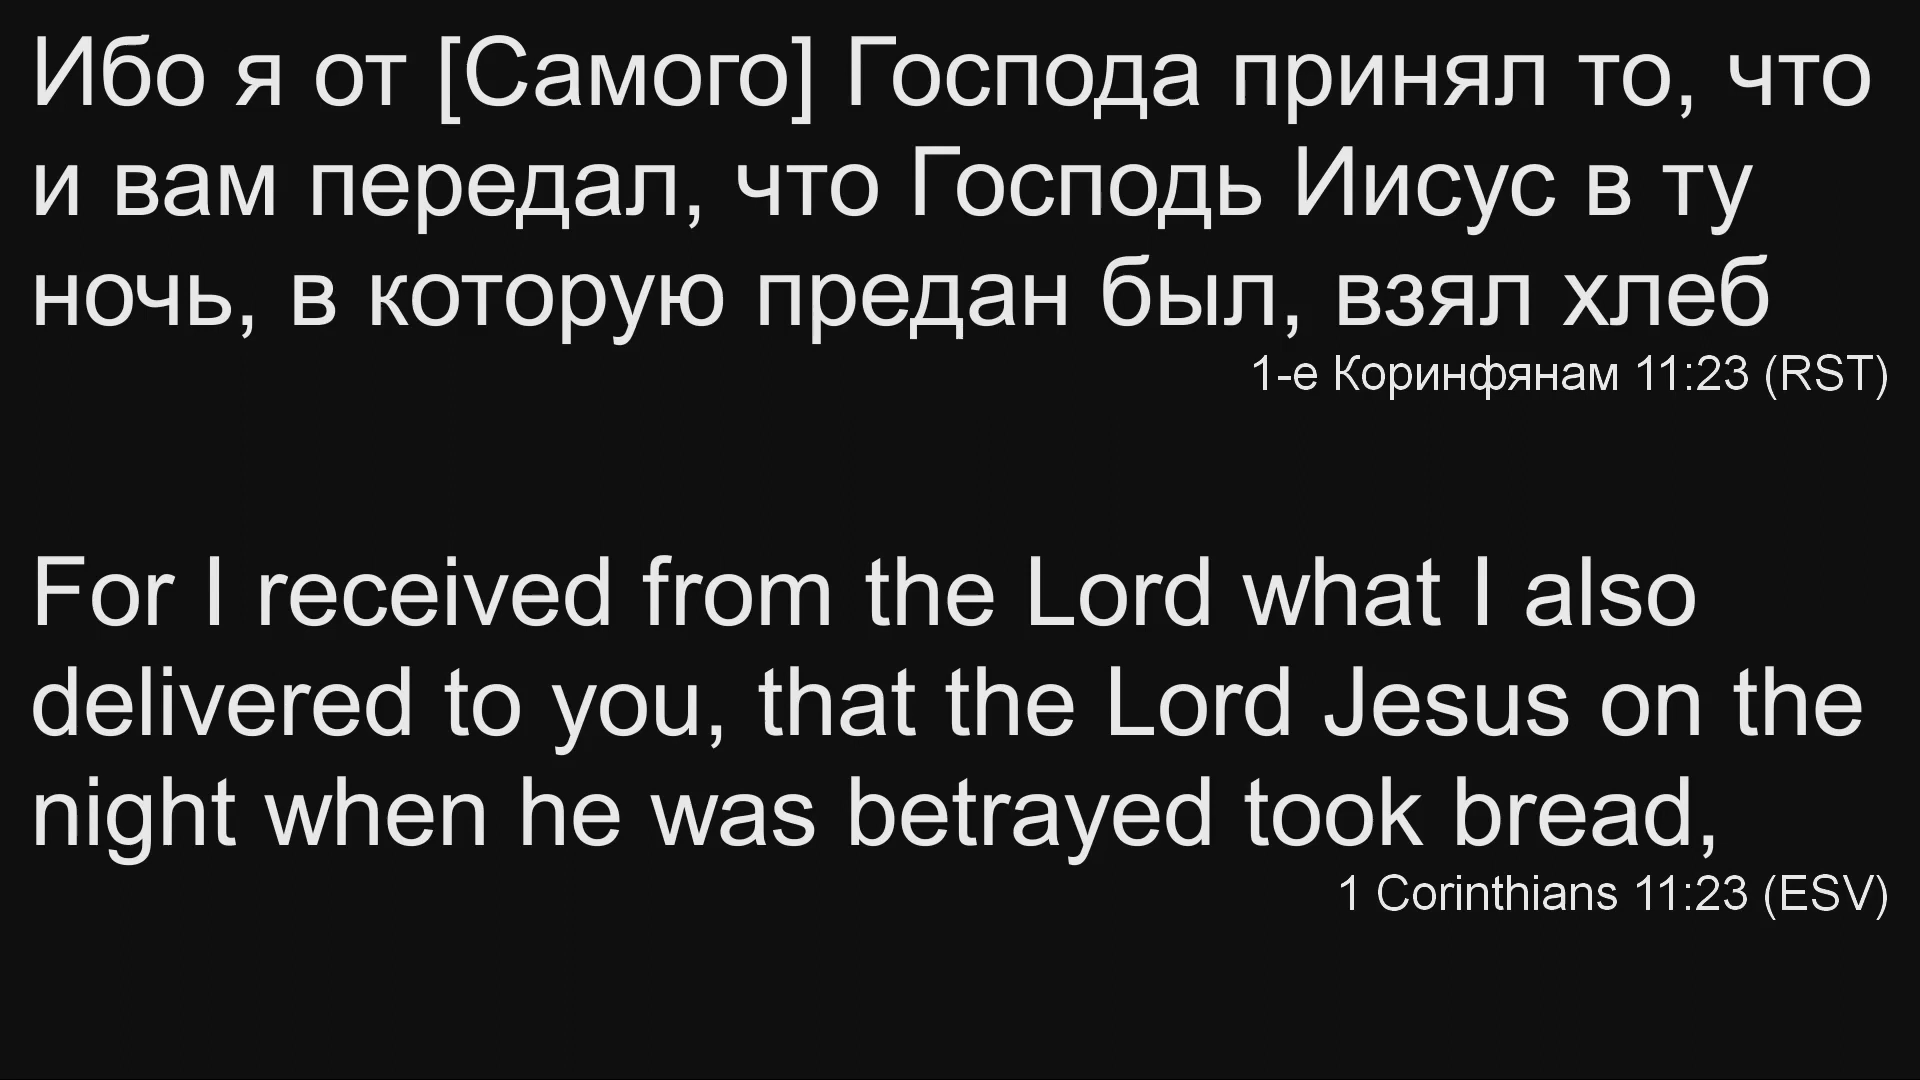 Ибо я от [Самого] Господа принял то, что
и вам передал, что Господь Иисус в ту
ночь, в которую предан был, взял хлеб
1-е Коринфянам 11:23 (RST)
For I received from the Lord what I also
delivered to you, that the Lord Jesus on the
night when he was betrayed took bread,
1 Corinthians 11:23 (ESV)